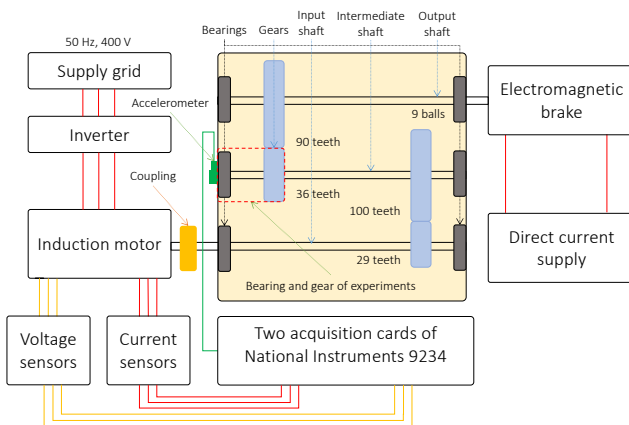 Input
shaft
Intermediate
shaft
Output
shaft
Bearings
Gears
50 Hz, 400 V
Supply grid
Accelerometer
Electromagnetic
brake
9 balls
Inverter
90 teeth
Coupling
36 teeth
100 teeth
Induction motor
Direct current
supply
29 teeth
Bearing and gear of experiments
Voltage
sensors
Current
sensors
Two acquisition cards of
National Instruments 9234